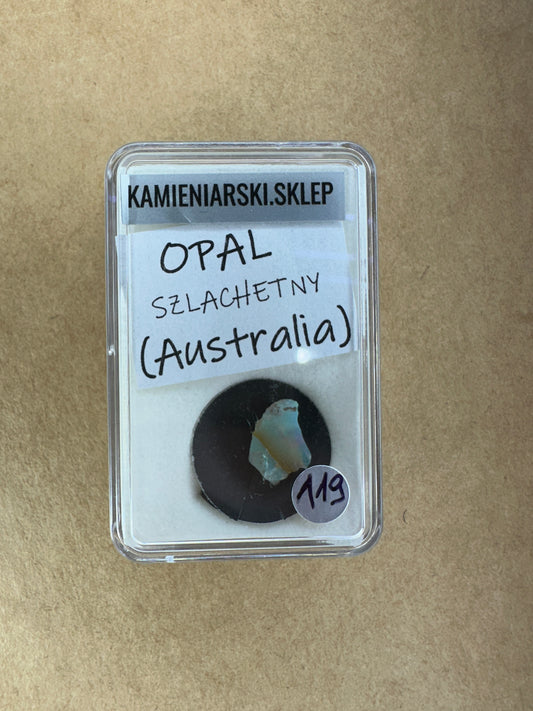 KAMIENIARSKI.SKLEP
OPAL
SZLACHETNY
(Australia)
119